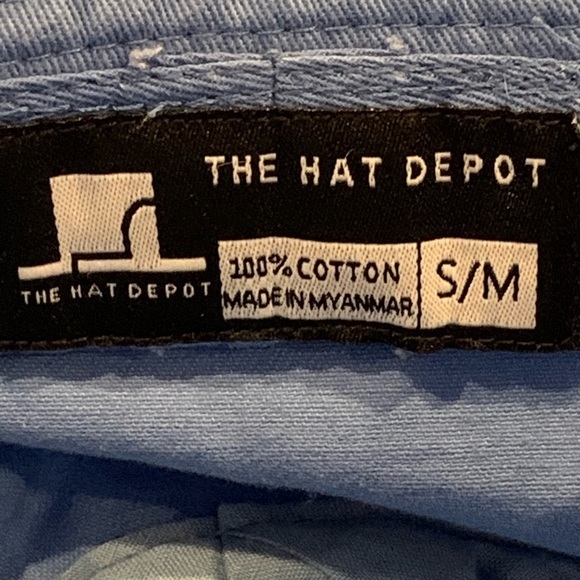 THE HAT DEPOT
THE HAT DEPOT
100% COTTON
MADE IN MYANMAR
S/M